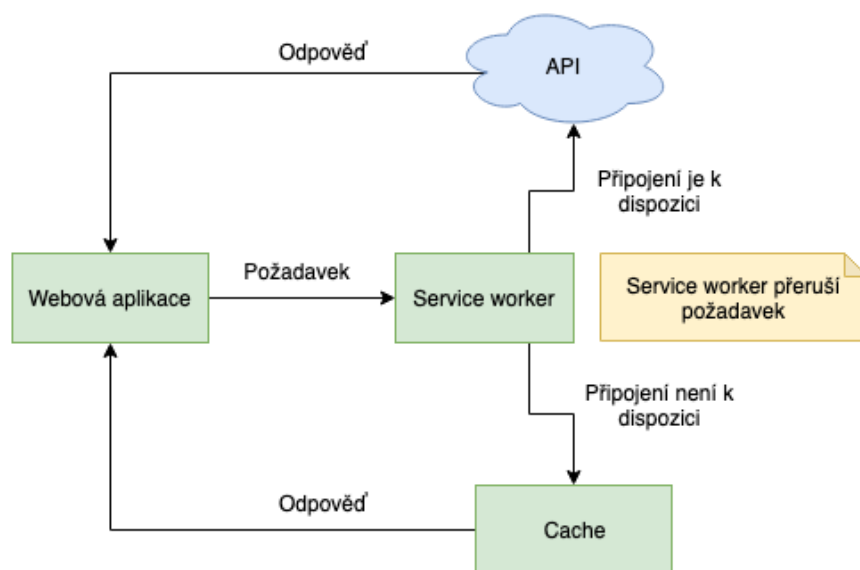 Odpověď
API
Připojení je k
dispozici
Požadavek
Webová aplikace
Service worker
Service worker přeruší
požadavek
Připojení není k
dispozici
Odpověď
Cache